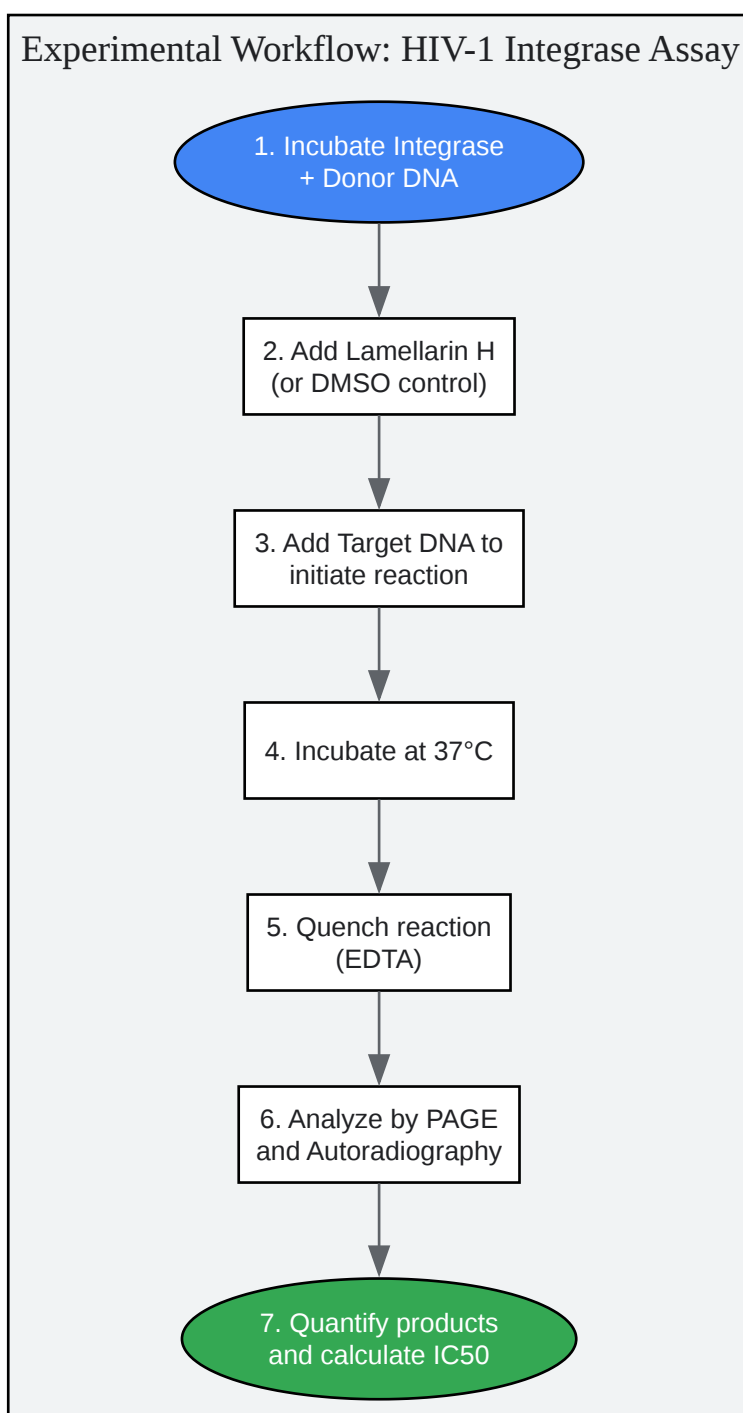 Experimental Workflow: HIV-1 Integrase Assay
1. Incubate Integrase
+ Donor DNA
2. Add Lamellarin H
(or DMSO control)
3. Add Target DNA to
initiate reaction
4. Incubate at 37°C
5. Quench reaction
(EDTA)
6. Analyze by PAGE
and Autoradiography
7. Quantify products
and calculate IC50